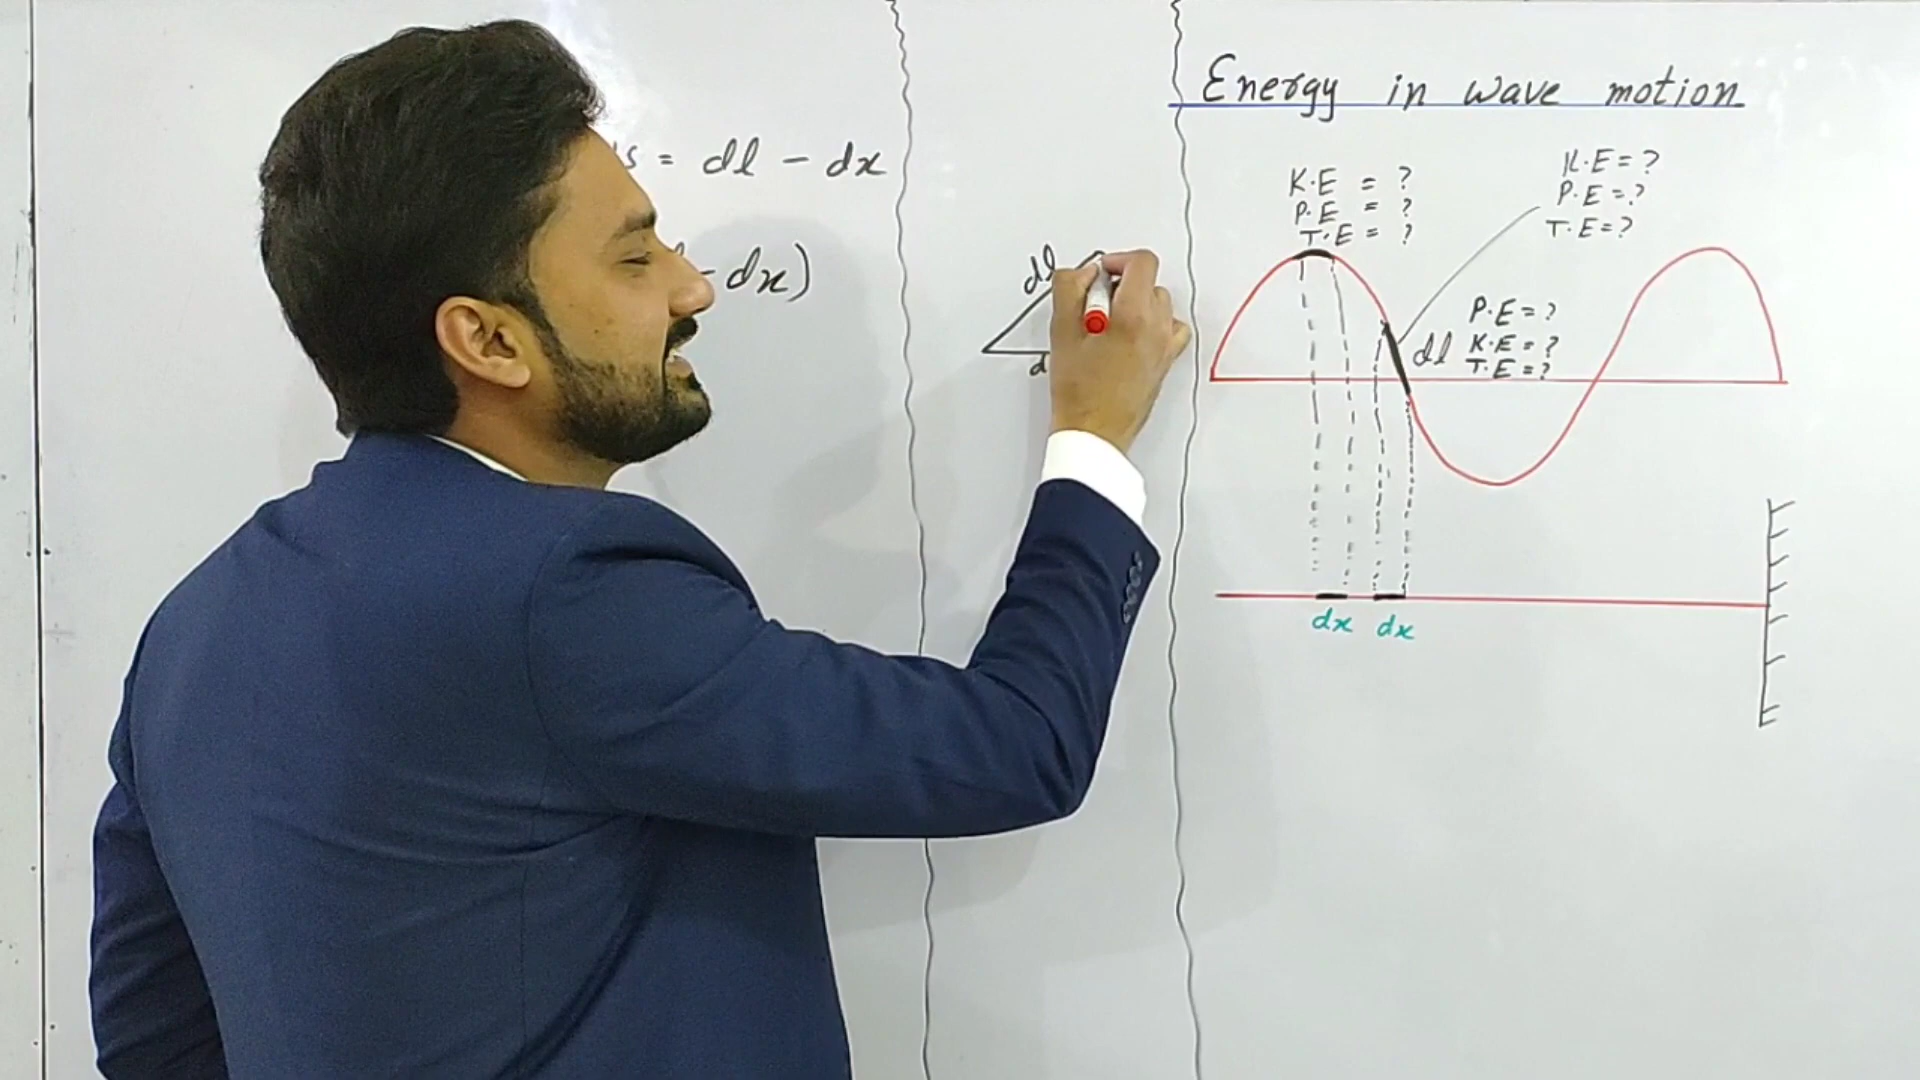 s = dl - dx
- dx)
dl
d
Energy in wave motion
K.E = ?
P.E = ?
T.E = ?
K.E = ?
P.E = ?
T.E = ?
P.E = ?
dl K.E = ?
T.E = ?
dx dx